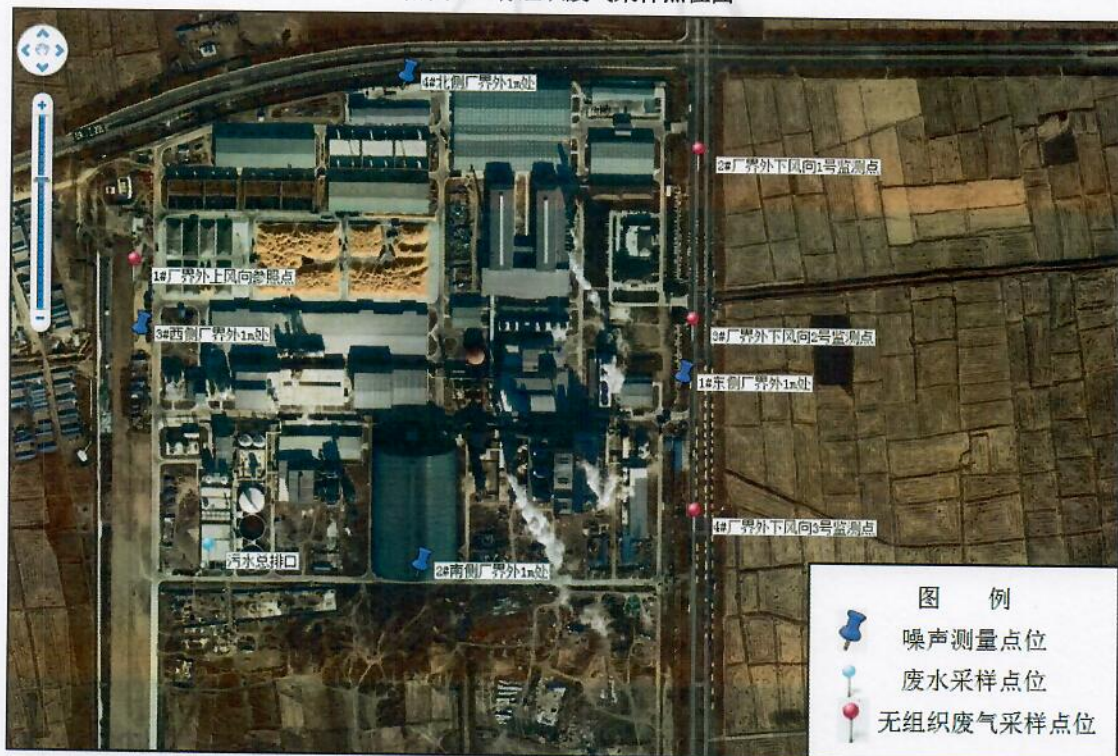 4#北侧厂界外1m处
2#厂界外下风向1号监测点
1#厂界外上风向参照点
3#西侧厂界外1m处
3#厂界外下风向2号监测点
1#东侧厂界外1m处
4#厂界外下风向3号监测点
污水总排口
2#南侧厂界外1m处
图 例
噪声测量点位
废水采样点位
无组织废气采样点位